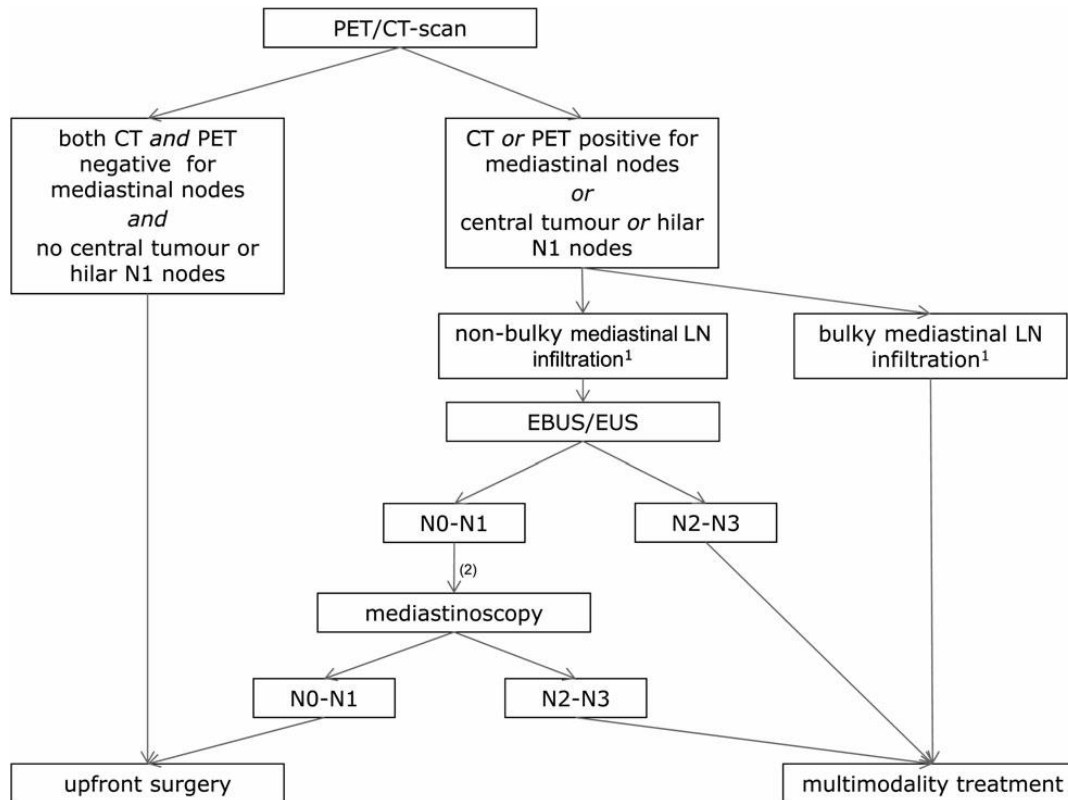 PET/CT-scan
both CT and PET
negative for
mediastinal nodes
and
no central tumour or
hilar N1 nodes
CT or PET positive for
mediastinal nodes
or
central tumour or hilar
N1 nodes
non-bulky mediastinal LN
infiltration¹
bulky mediastinal LN
infiltration¹
EBUS/EUS
N0-N1
N2-N3
(2)
mediastinoscopy
N0-N1
N2-N3
upfront surgery
multimodality treatment